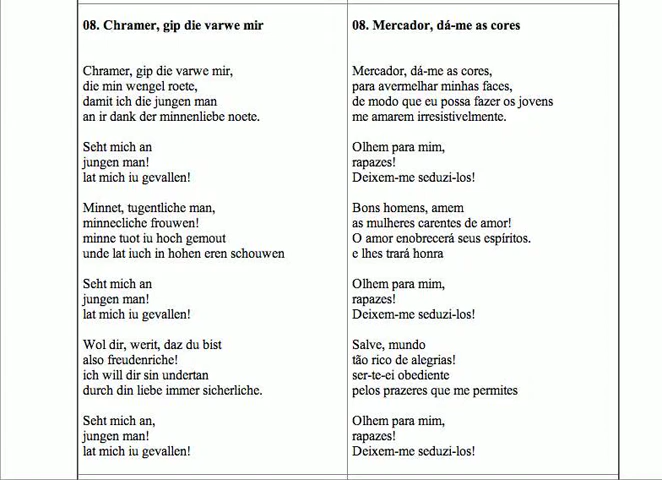 08. Chramer, gip die varwe mir
Chramer, gip die varwe mir,
die min wengel roete,
damit ich die jungen man
an ir dank der minnenliebe noete.
Seht mich an
jungen man!
lat mich iu gevallen!
Minnet, tugentliche man,
minnecliche frouwen!
minne tuot iu hoch gemout
unde lat iuch in hohen eren schouwen
Seht mich an
jungen man!
lat mich iu gevallen!
Wol dir, werit, daz du bist
also freudenriche!
ich will dir sin undertan
durch din liebe immer sicherliche.
Seht mich an,
jungen man!
lat mich iu gevallen!
08. Mercador, dá-me as cores
Mercador, dá-me as cores,
para avermelhar minhas faces,
de modo que eu possa fazer os jovens
me amarem irresistivelmente.
Olhem para mim,
rapazes!
Deixem-me seduzi-los!
Bons homens, amem
as mulheres carentes de amor!
O amor enobrecerá seus espíritos.
e lhes trará honra
Olhem para mim,
rapazes!
Deixem-me seduzi-los!
Salve, mundo
tão rico de alegrias!
ser-te-ei obediente
pelos prazeres que me permites
Olhem para mim,
rapazes!
Deixem-me seduzi-los!